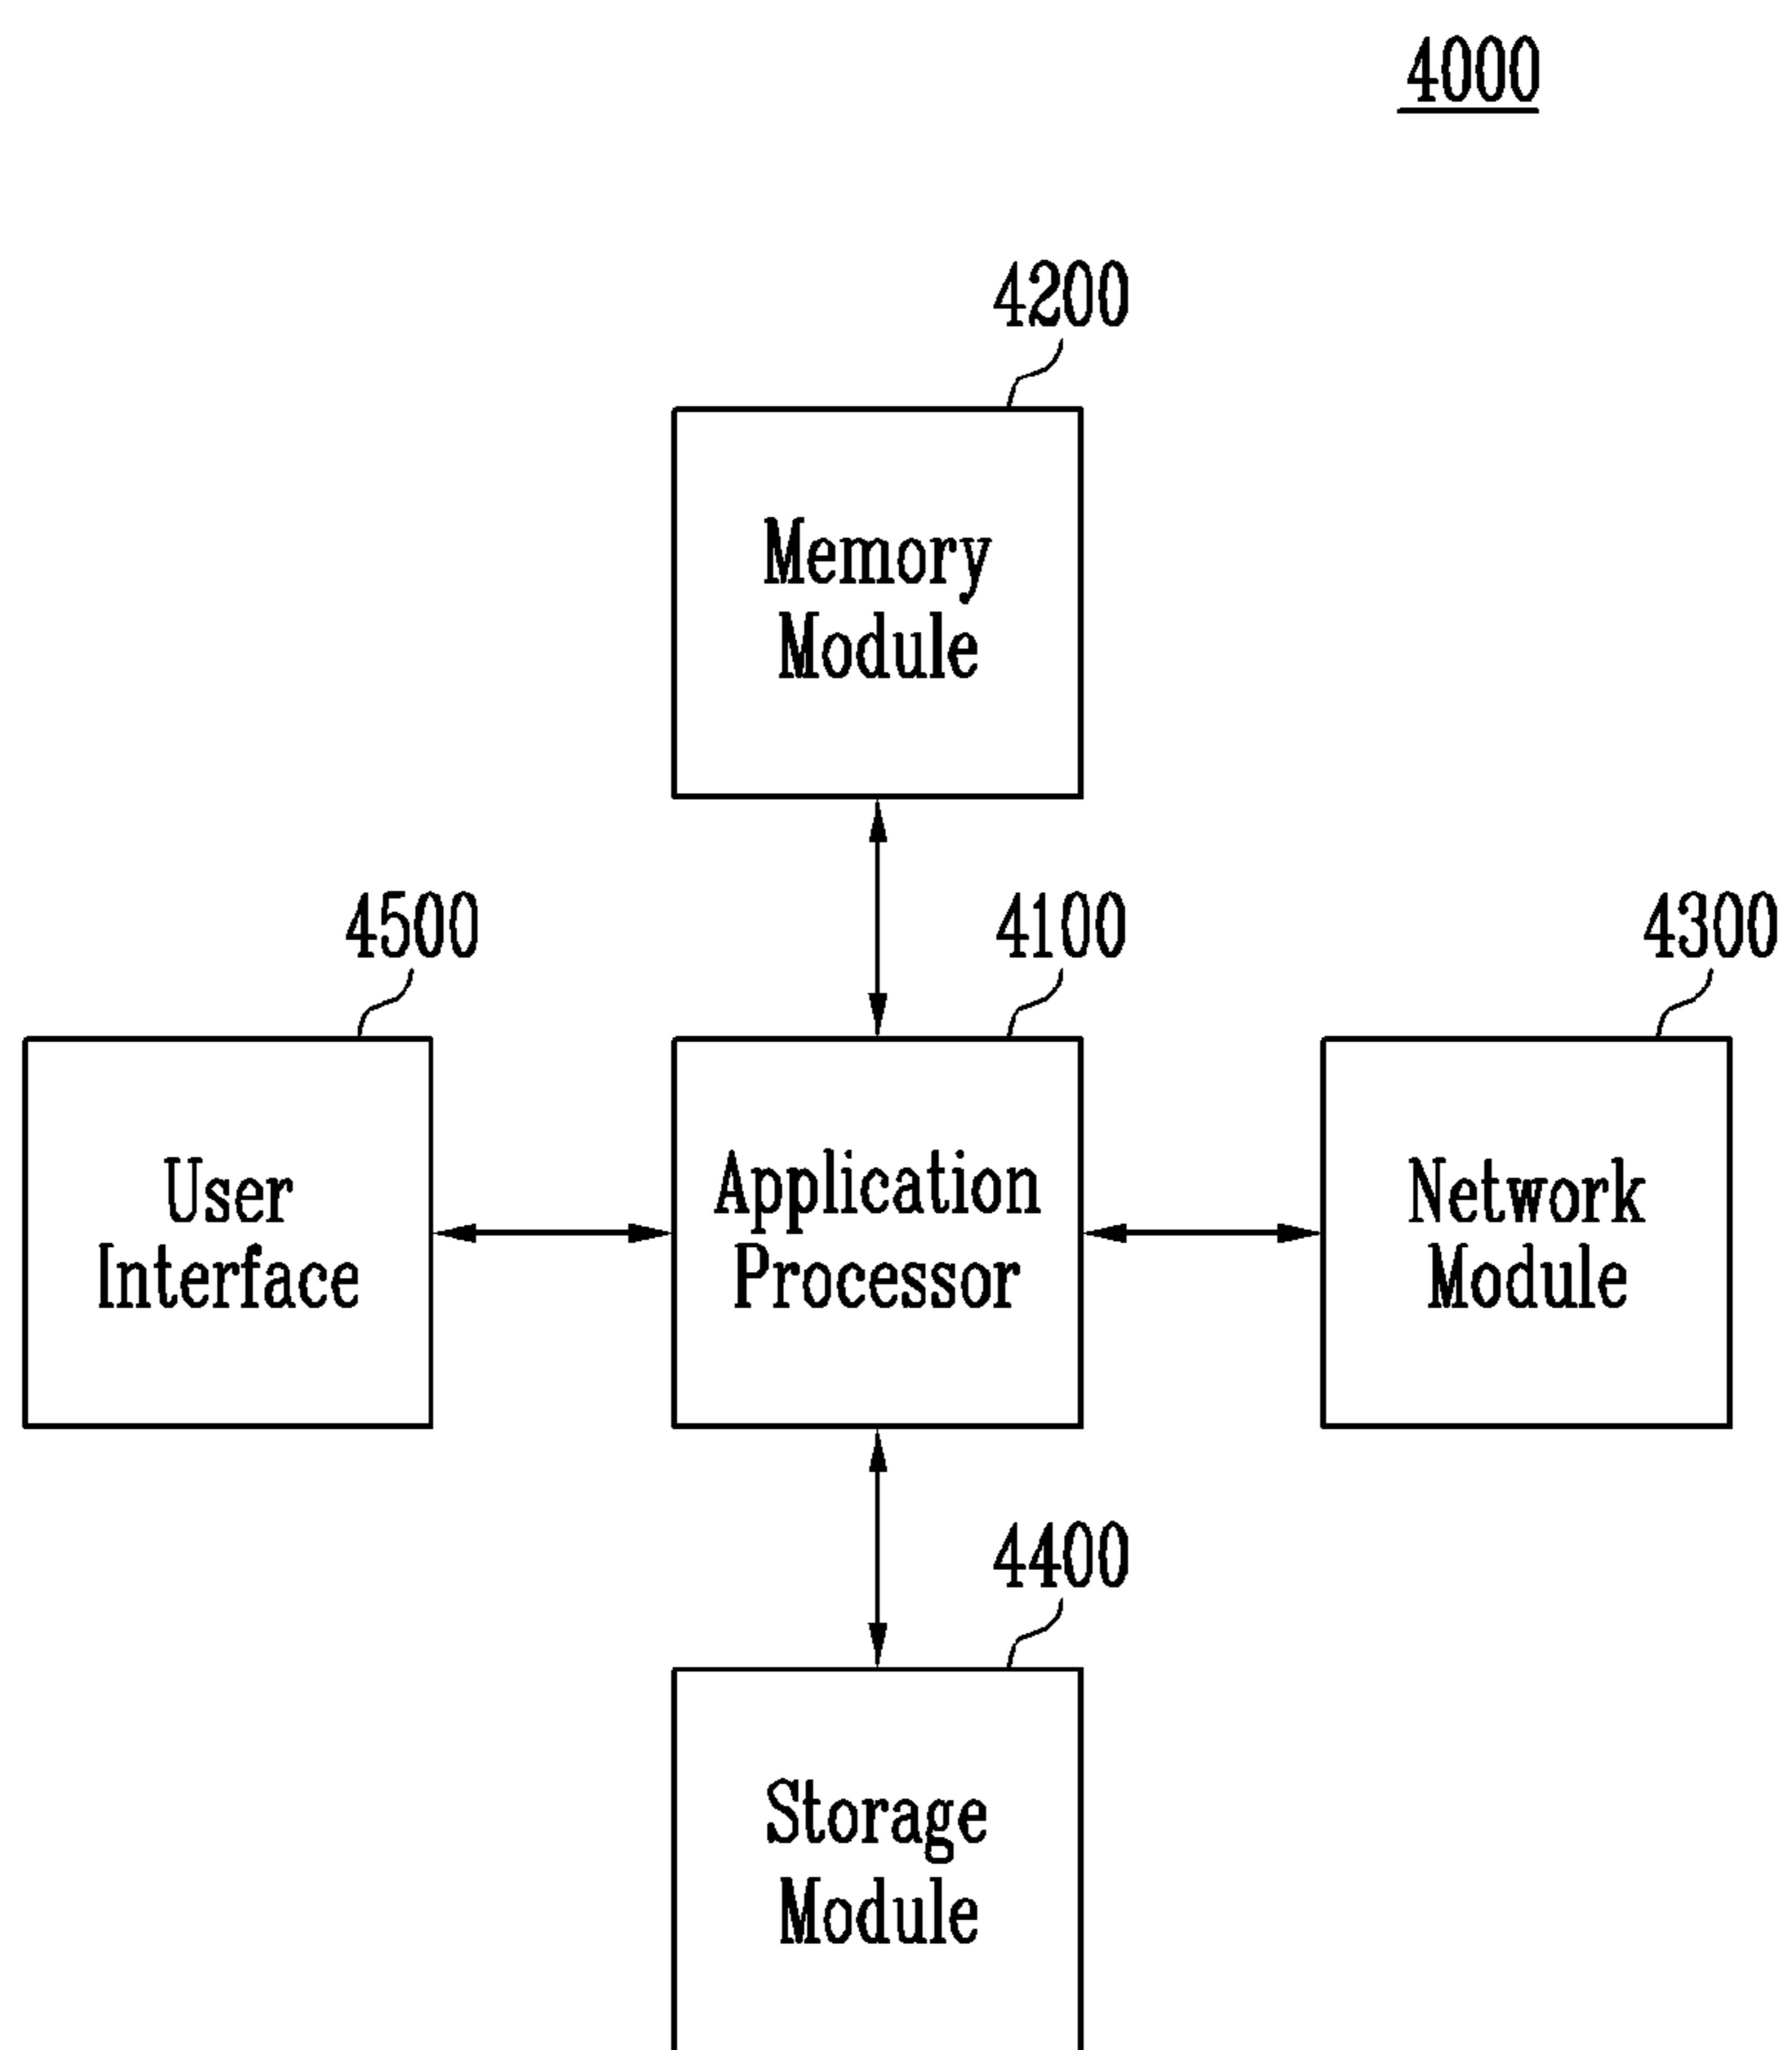 4000
4200
Memory
Module
4500
4100
4300
User
Interface
Application
Processor
Network
Module
4400
Storage
Module